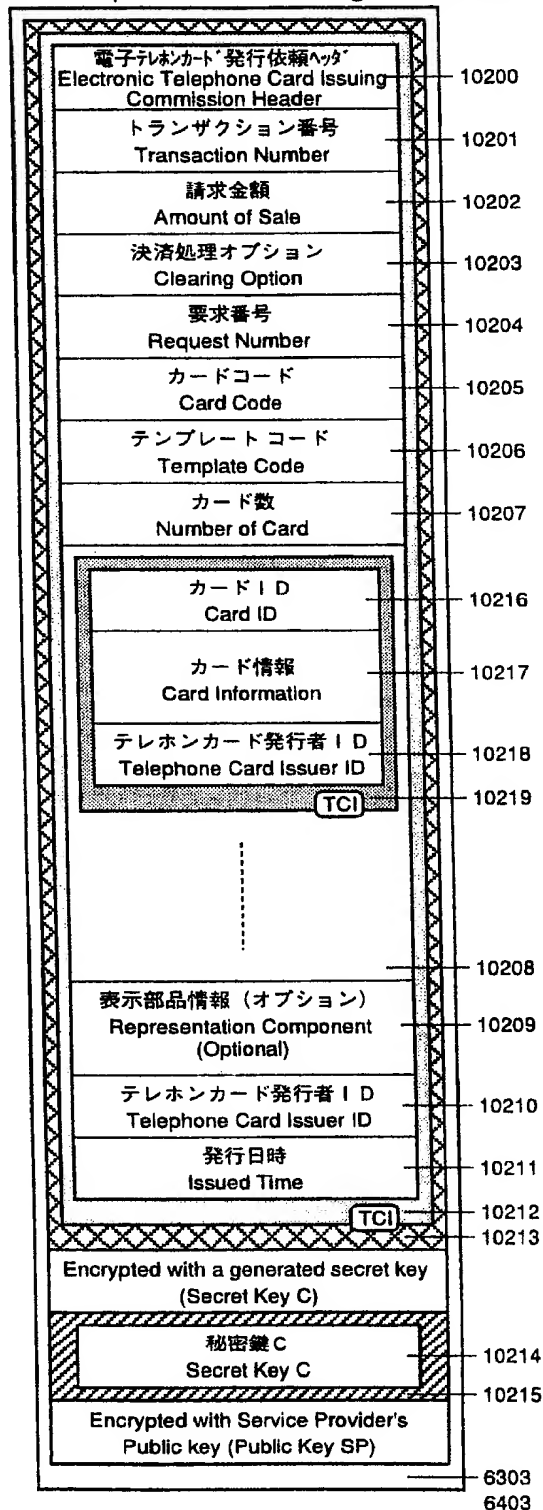 電子テレホンカード発行依頼ヘッダ
Electronic Telephone Card Issuing
Commission Header
10200
トランザクション番号
Transaction Number
10201
請求金額
Amount of Sale
10202
決済処理オプション
Clearing Option
10203
要求番号
Request Number
10204
カードコード
Card Code
10205
テンプレートコード
Template Code
10206
カード数
Number of Card
10207
カードID
Card ID
10216
カード情報
Card Information
10217
テレホンカード発行者ID
Telephone Card Issuer ID
10218
TCI
10219
10208
表示部品情報（オプション）
Representation Component
(Optional)
10209
テレホンカード発行者ID
Telephone Card Issuer ID
10210
発行日時
Issued Time
10211
TCI
10212
10213
Encrypted with a generated secret key
(Secret Key C)
秘密鍵C
Secret Key C
10214
10215
Encrypted with Service Provider's
Public key (Public Key SP)
6303
6403